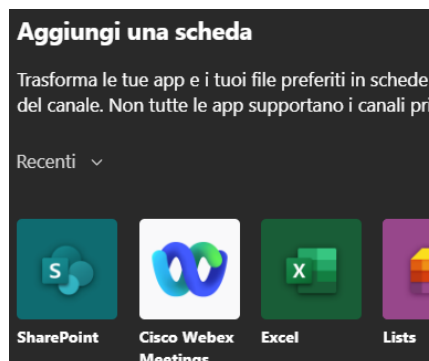 Aggiungi una scheda
Trasforma le tue app e i tuoi file preferiti in schede
del canale. Non tutte le app supportano i canali pri
Recenti
S
X
SharePoint
Cisco Webex
Meetings
Excel
Lists